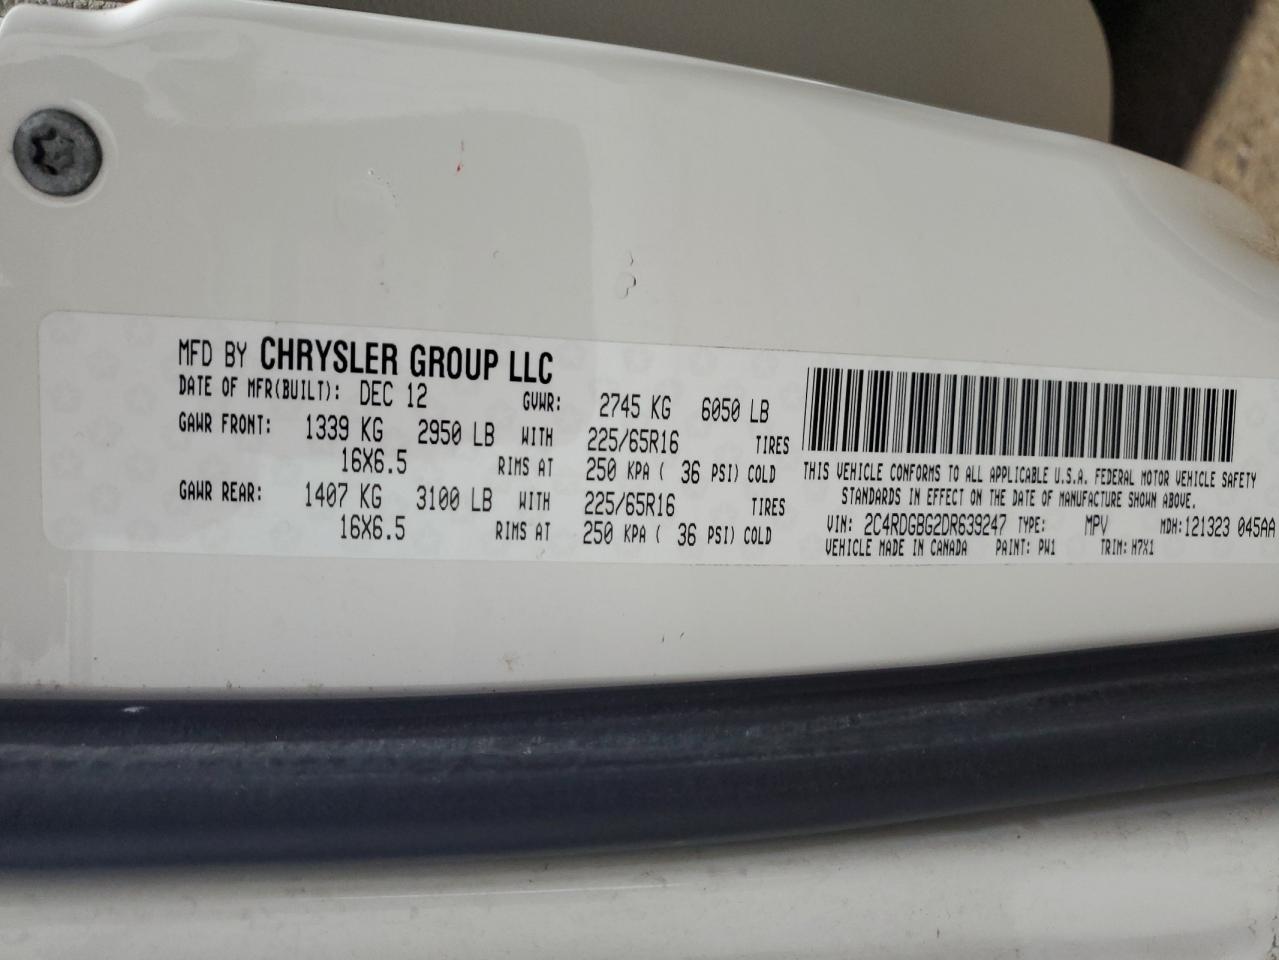 MFD BY CHRYSLER GROUP LLC
DATE OF MFR(BUILT): DEC 12 GVWR: 2745 KG 6050 LB
GAWR FRONT: 1339 KG 2950 LB WITH 225/65R16 TIRES
16X6.5 RIMS AT 250 KPA ( 36 PSI) COLD
GAWR REAR: 1407 KG 3100 LB WITH 225/65R16 TIRES
16X6.5 RIMS AT 250 KPA ( 36 PSI) COLD
THIS VEHICLE CONFORMS TO ALL APPLICABLE U.S.A. FEDERAL MOTOR VEHICLE SAFETY
STANDARDS IN EFFECT ON THE DATE OF MANUFACTURE SHOWN ABOVE.
VIN: 2C4RDGBG2DR639247 TYPE: MPV MDH:121323 045AA
VEHICLE MADE IN CANADA PAINT: PW1 TRIM: H7X1